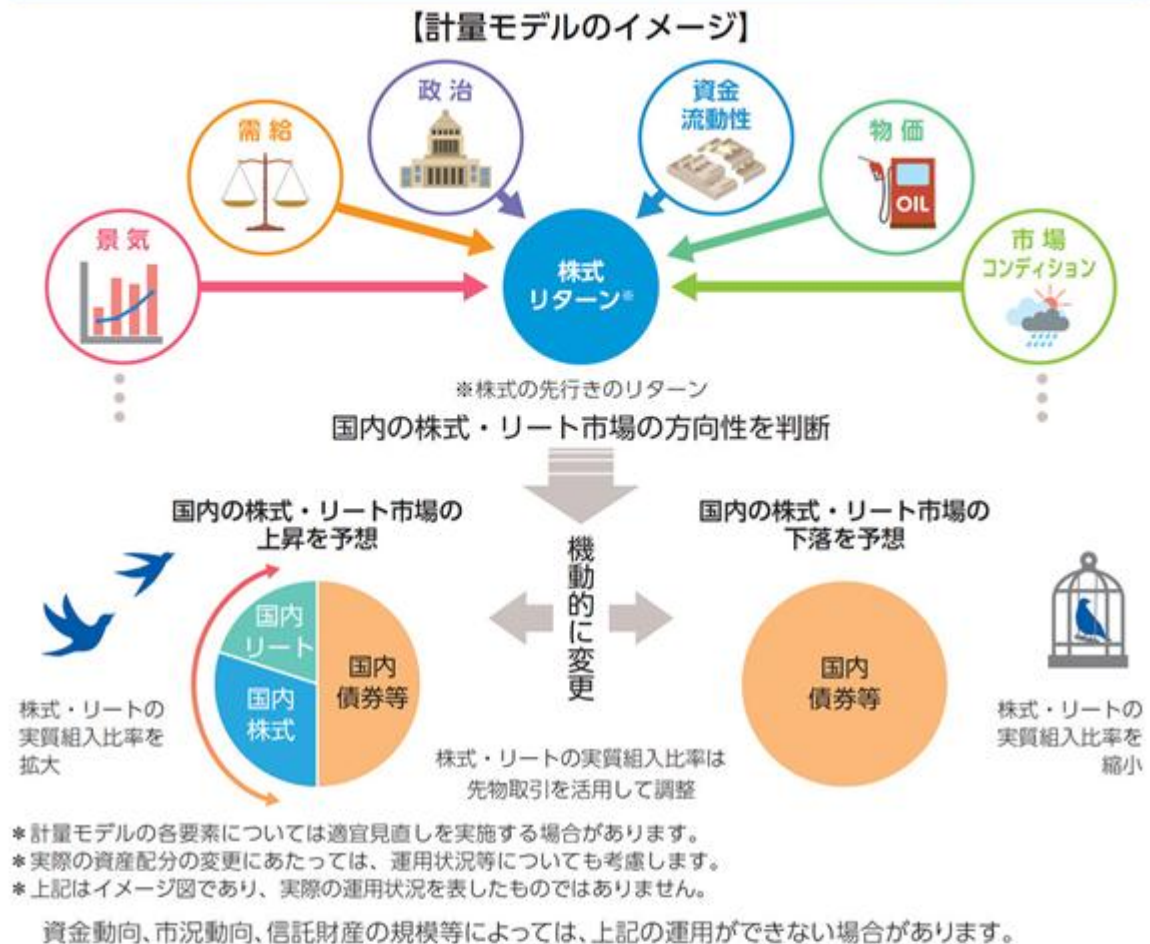 【計量モデルのイメージ】
政治
資金
流動性
需給
物価
OIL
景気
市場
コンディション
株式
リターン※
※株式の先行きのリターン
国内の株式・リート市場の方向性を判断
国内の株式・リート市場の
上昇を予想
国内の株式・リート市場の
下落を予想
機動的に変更
国内
リート
国内
株式
国内
債券等
国内
債券等
株式・リートの
実質組入比率を
拡大
株式・リートの
実質組入比率を
縮小
株式・リートの実質組入比率は
先物取引を活用して調整
*計量モデルの各要素については適宜見直しを実施する場合があります。
*実際の資産配分の変更にあたっては、運用状況等についても考慮します。
*上記はイメージ図であり、実際の運用状況を表したものではありません。
資金動向、市況動向、信託財産の規模等によっては、上記の運用ができない場合があります。